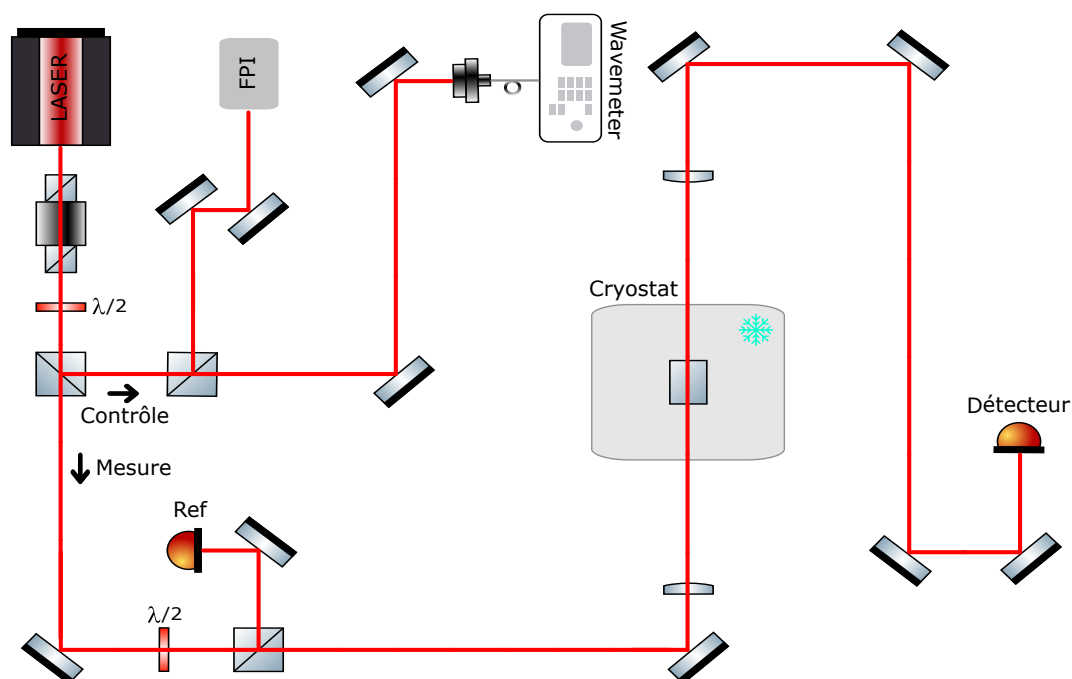 LASER
FPI
Wavemeter
λ/2
Cryostat
Contrôle
Détecteur
Mesure
Ref
λ/2